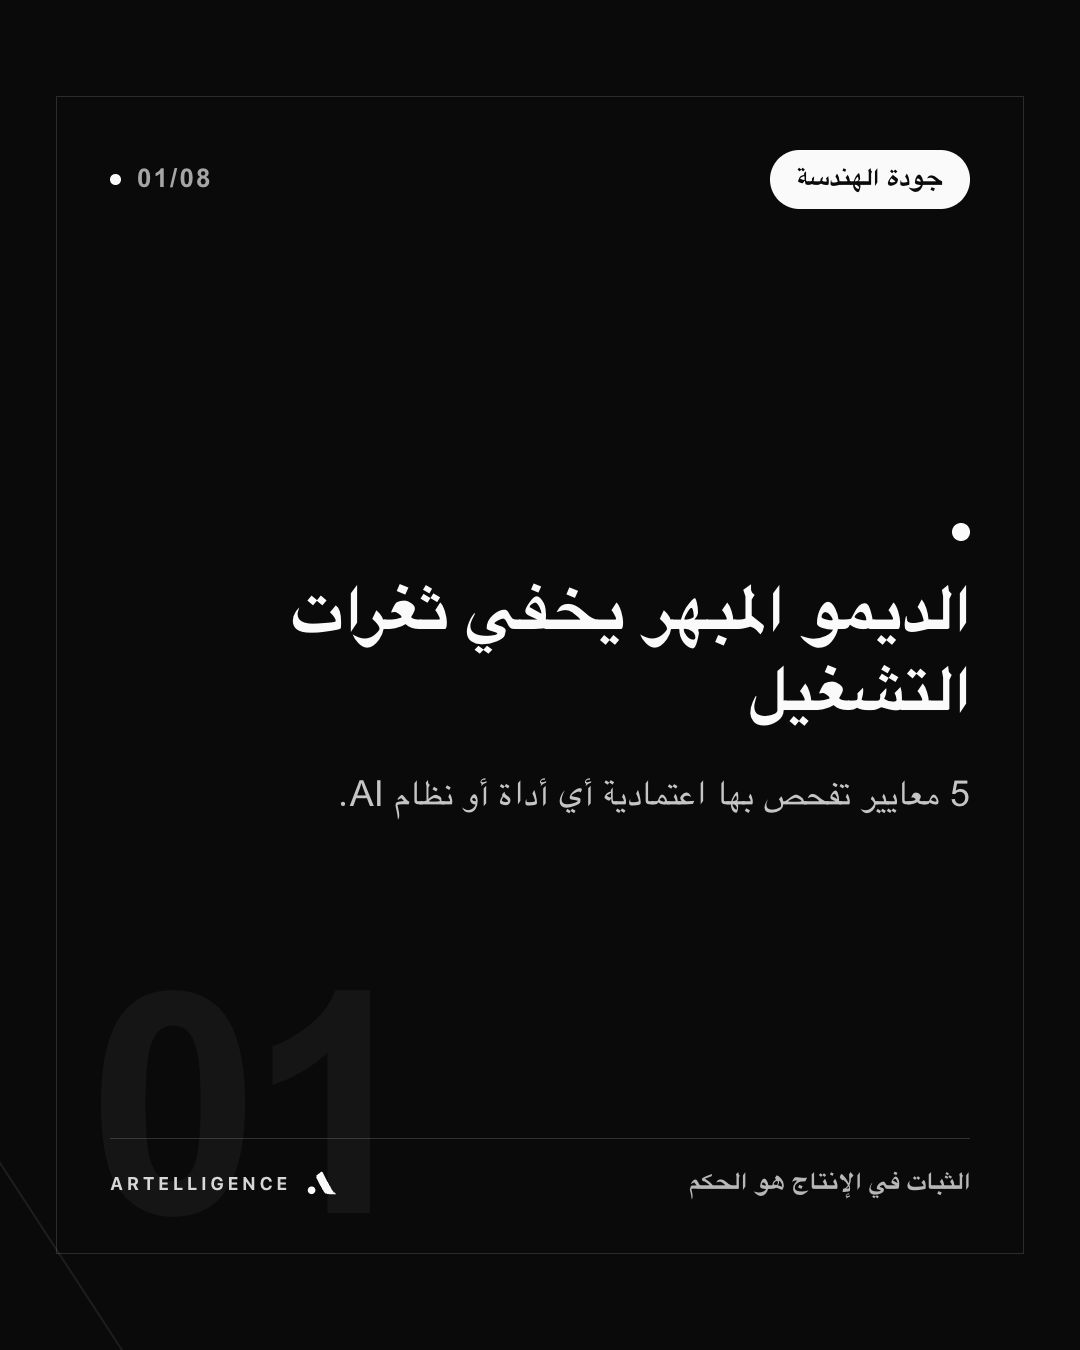 جودة الهندسة
01/08
الديمو المبهر يخفي ثغرات
التشغيل
5 معايير تفحص بها اعتمادية أي أداة أو نظام AI.
01
الثبات في الإنتاج هو الحكم
ARTELLIGENCE